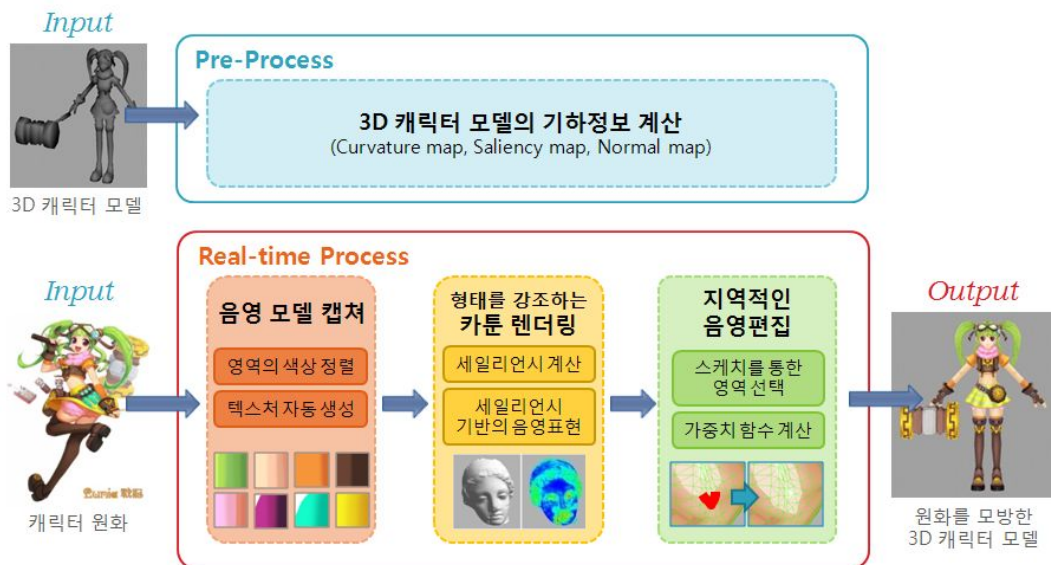 Input
Pre-Process
3D 캐릭터 모델의 기하정보 계산
(Curvature map, Saliency map, Normal map)
3D 캐릭터 모델
Real-time Process
Input
음영 모델 캡쳐
영역의 색상 정렬
텍스처 자동 생성
형태를 강조하는
카툰 렌더링
세일리언시 계산
세일리언시
기반의 음영표현
지역적인
음영편집
스케치를 통한
영역 선택
가중치 함수 계산
Output
캐릭터 원화
원화를 모방한
3D 캐릭터 모델